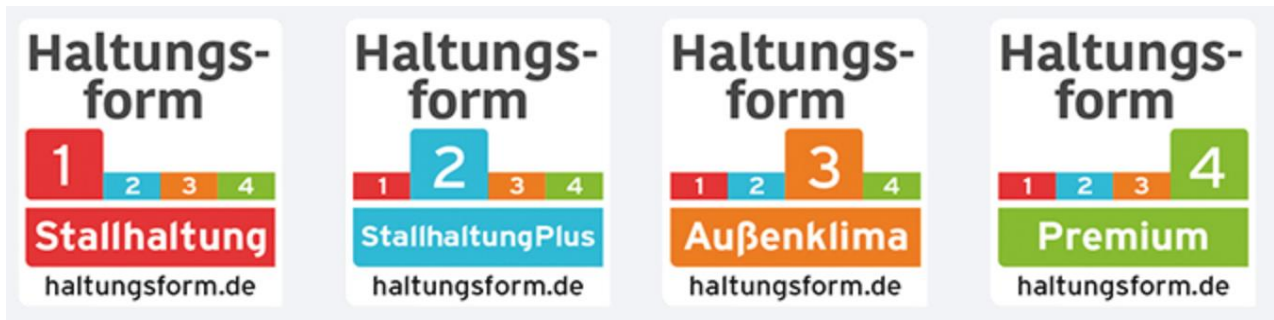 Haltungs-
form
1 2 3 4
Stallhaltung
haltungsform.de
Haltungs-
form
1 2 3 4
StallhaltungPlus
haltungsform.de
Haltungs-
form
1 2 3 4
Außenklima
haltungsform.de
Haltungs-
form
1 2 3 4
Premium
haltungsform.de